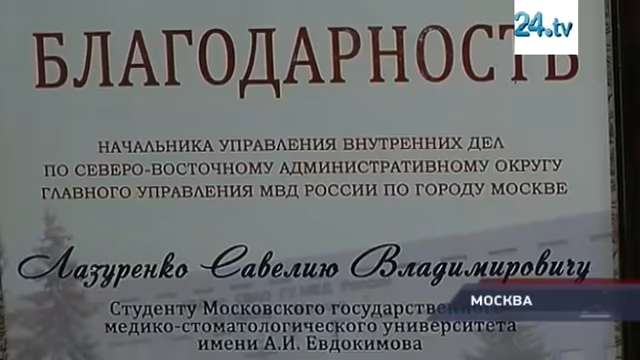 24.tv
БЛАГОДАРНОСТЬ
НАЧАЛЬНИКА УПРАВЛЕНИЯ ВНУТРЕННИХ ДЕЛ
ПО СЕВЕРО-ВОСТОЧНОМУ АДМИНИСТРАТИВНОМУ ОКРУГУ
ГЛАВНОГО УПРАВЛЕНИЯ МВД РОССИИ ПО ГОРОДУ МОСКВЕ
Лазуренко Савелию Владимировичу
Студенту Московского государственного
МОСКВА
медико-стоматологического университета
имени А.И. Евдокимова